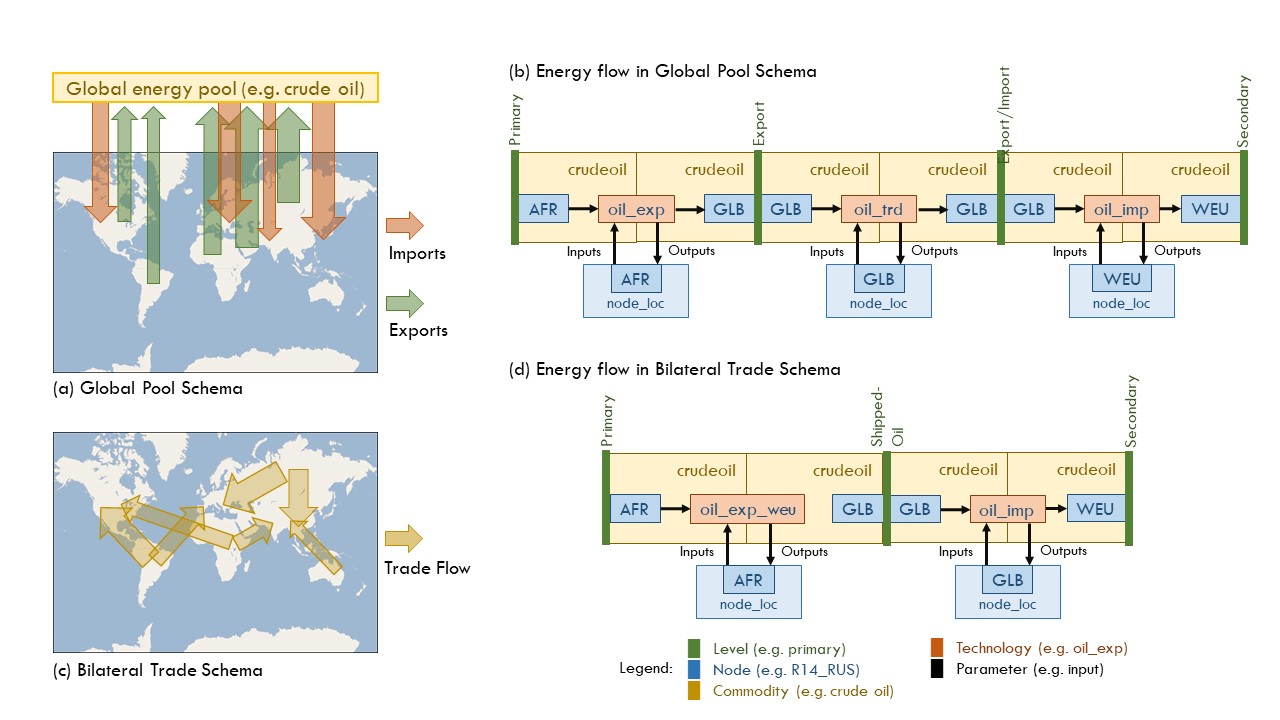 Global energy pool (e.g. crude oil)
Imports
Exports
(a) Global Pool Schema
(b) Energy flow in Global Pool Schema
Primary
Export
Export/Import
Secondary
crudeoil
crudeoil
crudeoil
crudeoil
crudeoil
crudeoil
AFR
oil_exp
GLB
GLB
oil_trd
GLB
GLB
oil_imp
WEU
Inputs
Outputs
Inputs
Outputs
Inputs
Outputs
AFR
node_loc
GLB
node_loc
WEU
node_loc
Trade Flow
(c) Bilateral Trade Schema
(d) Energy flow in Bilateral Trade Schema
Primary
Shipped-
Oil
Secondary
crudeoil
crudeoil
crudeoil
crudeoil
AFR
oil_exp_weu
GLB
GLB
oil_imp
WEU
Inputs
Outputs
Inputs
Outputs
AFR
node_loc
GLB
node_loc
Legend:
Level (e.g. primary)
Node (e.g. R14_RUS)
Commodity (e.g. crude oil)
Technology (e.g. oil_exp)
Parameter (e.g. input)